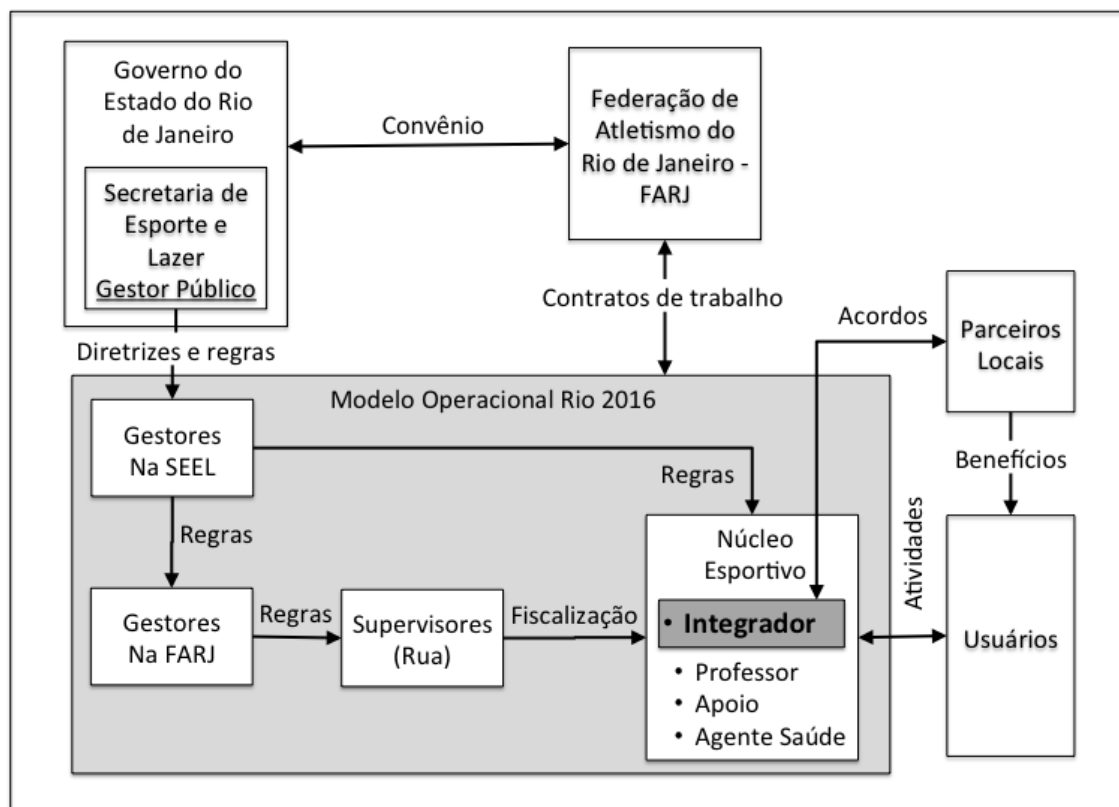 Governo do
Estado do Rio
de Janeiro
Secretaria de
Esporte e
Lazer
Gestor Público
Convênio
Federação de
Atletismo do
Rio de Janeiro -
FARJ
Diretrizes e regras
Contratos de trabalho
Acordos
Parceiros
Locais
Benefícios
Modelo Operacional Rio 2016
Gestores
Na SEEL
Regras
Regras
Gestores
Na FARJ
Regras
Supervisores
(Rua)
Fiscalização
Núcleo
Esportivo
• Integrador
• Professor
• Apoio
• Agente Saúde
Atividades
Usuários